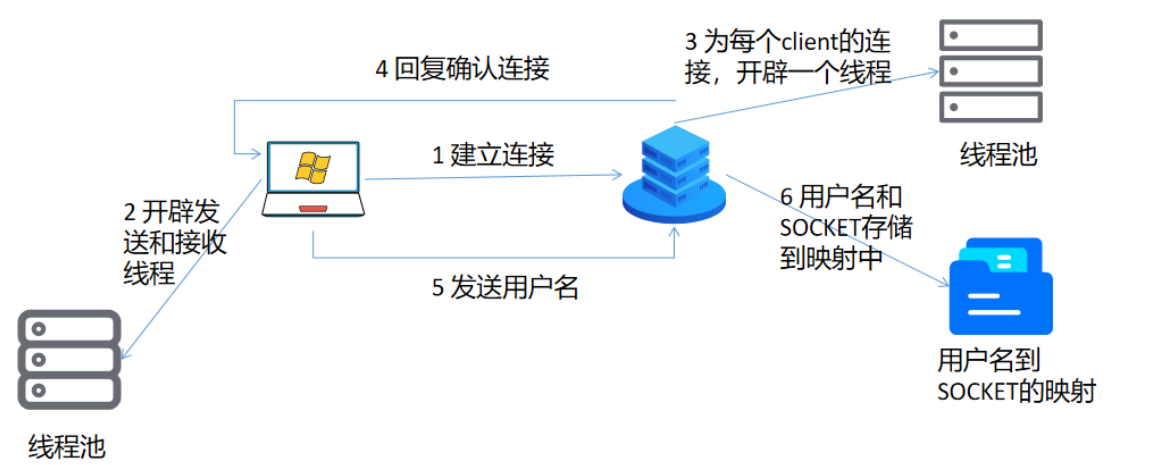 3 为每个client的连
接，开辟一个线程
4 回复确认连接
线程池
1 建立连接
2 开辟发
送和接收
线程
6 用户名和
SOCKET存储
到映射中
5 发送用户名
用户名到
SOCKET的映射
线程池